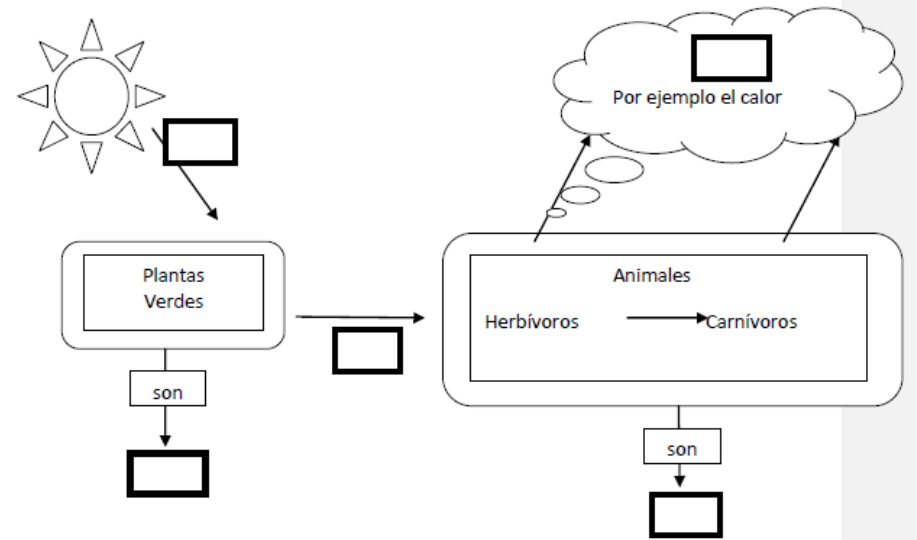 Por ejemplo el calor
Plantas
Verdes
Animales
Herbívoros
Carnívoros
son
son